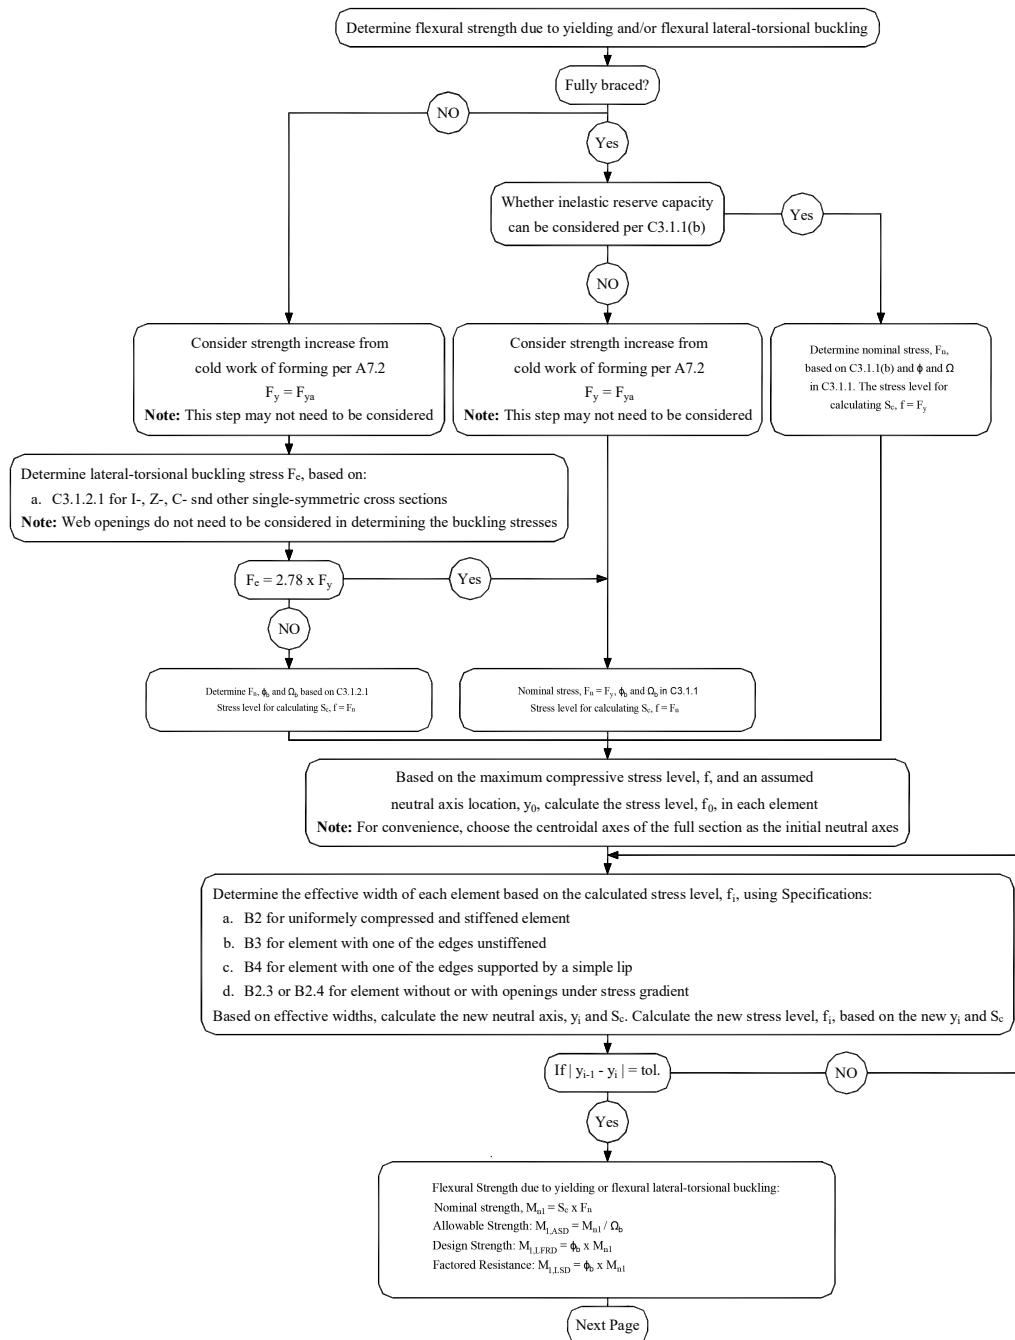 Determine flexural strength due to yielding and/or flexural lateral-torsional buckling
Fully braced?
NO
Yes
Whether inelastic reserve capacity
can be considered per C3.1.1(b)
Yes
NO
Consider strength increase from
cold work of forming per A7.2
Fy = Fya
Note: This step may not need to be considered
Consider strength increase from
cold work of forming per A7.2
Fy = Fya
Note: This step may not need to be considered
Determine nominal stress, Fn,
based on C3.1.1(b) and ϕ and Ω
in C3.1.1. The stress level for
calculating Sc, f = Fy
Determine lateral-torsional buckling stress Fe, based on:
a. C3.1.2.1 for I-, Z-, C- snd other single-symmetric cross sections
Note: Web openings do not need to be considered in determining the buckling stresses
Fe = 2.78 x Fy
Yes
NO
Determine Fn, ϕb and Ωb based on C3.1.2.1
Stress level for calculating Sc, f = Fn
Nominal stress, Fn = Fy, ϕb and Ωb in C3.1.1
Stress level for calculating Sc, f = Fn
Based on the maximum compressive stress level, f, and an assumed
neutral axis location, y0, calculate the stress level, f0, in each element
Note: For convenience, choose the centroidal axes of the full section as the initial neutral axes
Determine the effective width of each element based on the calculated stress level, fi, using Specifications:
a. B2 for uniformely compressed and stiffened element
b. B3 for element with one of the edges unstiffened
c. B4 for element with one of the edges supported by a simple lip
d. B2.3 or B2.4 for element without or with openings under stress gradient
Based on effective widths, calculate the new neutral axis, yi and Sc. Calculate the new stress level, fi, based on the new yi and Sc
If | yi-1 - yi | = tol.
NO
Yes
Flexural Strength due to yielding or flexural lateral-torsional buckling:
Nominal strength, Mn1 = Sc x Fn
Allowable Strength: M1,ASD = Mn1 / Ωb
Design Strength: M1,LFRD = ϕb x Mn1
Factored Resistance: M1,LSD = ϕb x Mn1
Next Page